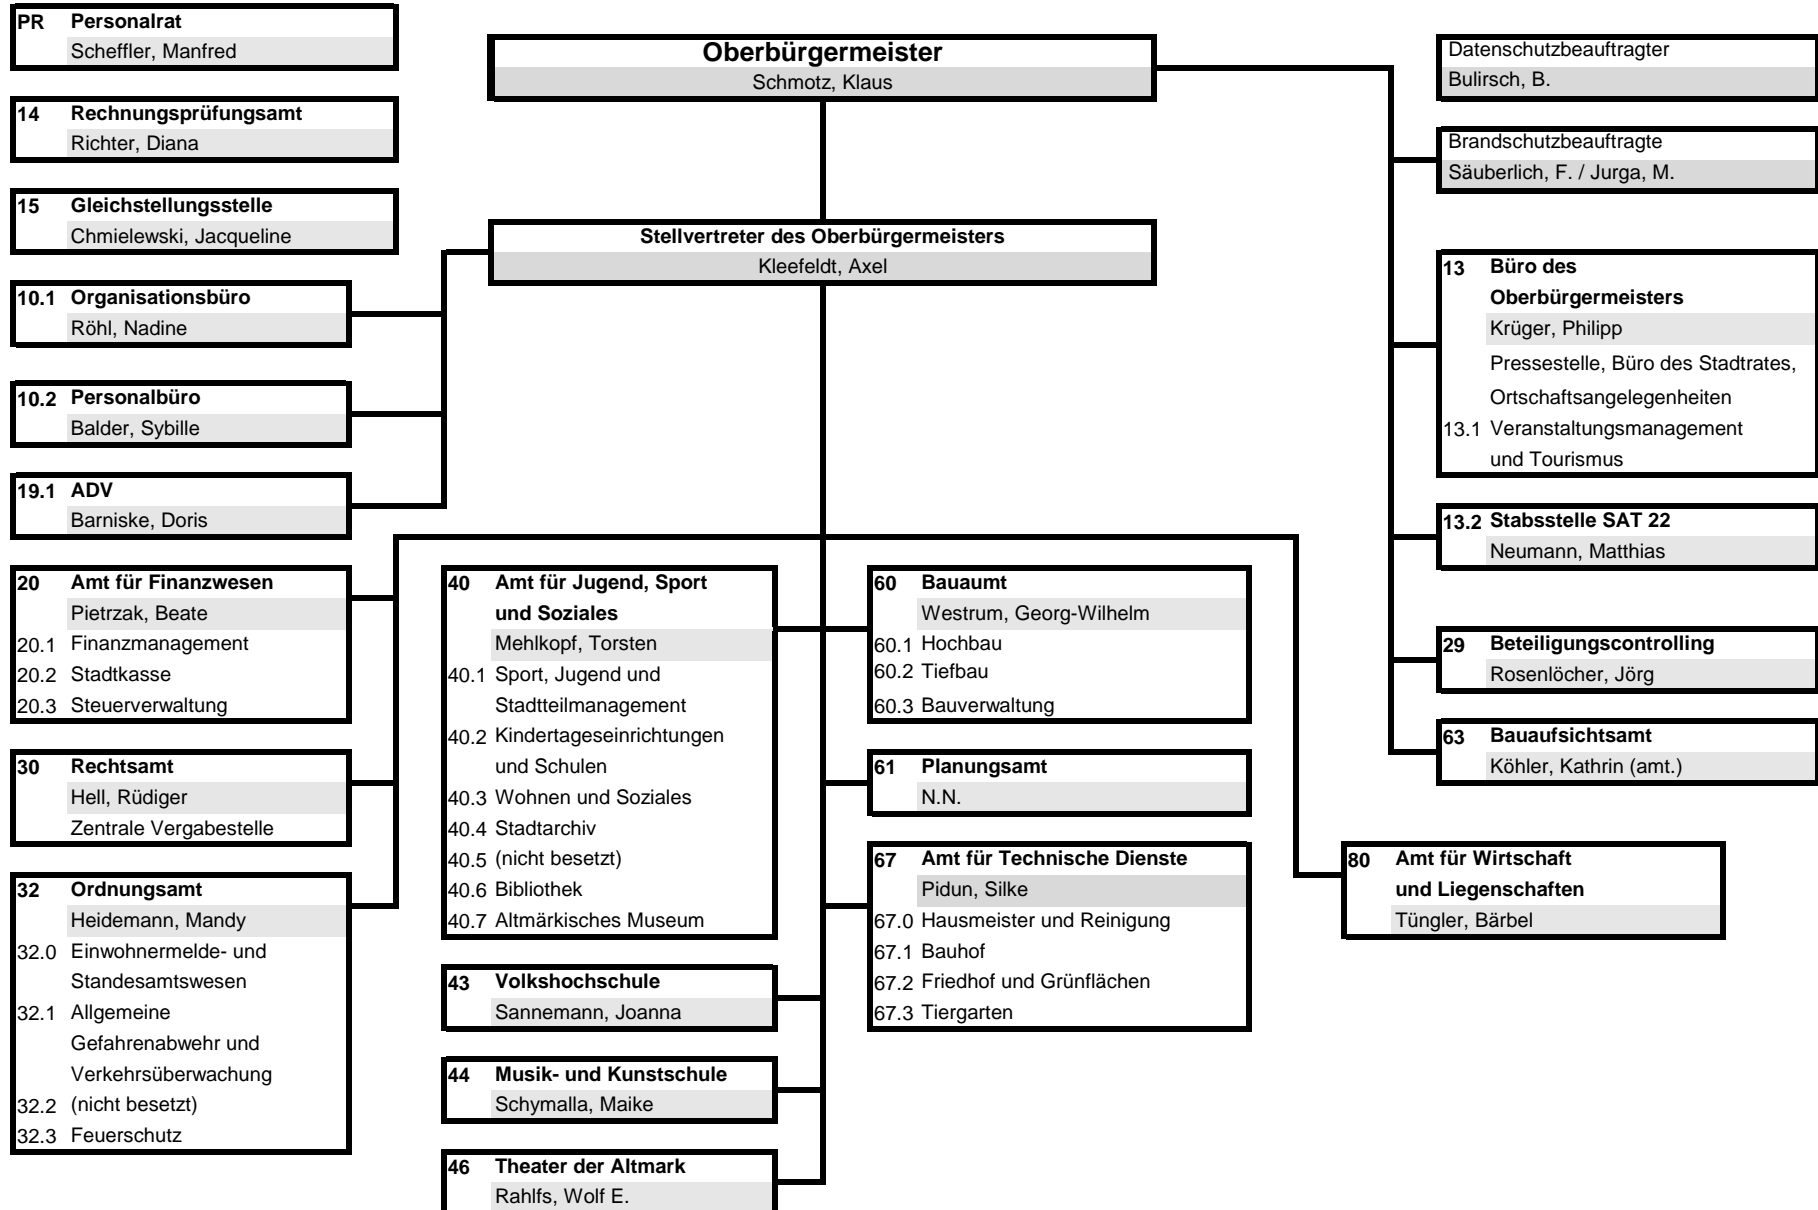 PR Personalrat
Scheffler, Manfred
14 Rechnungsprüfungsamt
Richter, Diana
15 Gleichstellungsstelle
Chmielewski, Jacqueline
Oberbürgermeister
Schmotz, Klaus
Stellvertreter des Oberbürgermeisters
Kleefeldt, Axel
Datenschutzbeauftragter
Bulirsch, B.
Brandschutzbeauftragte
Säuberlich, F. / Jurga, M.
10.1 Organisationsbüro
Röhl, Nadine
10.2 Personalbüro
Balder, Sybille
19.1 ADV
Barniske, Doris
13 Büro des
Oberbürgermeisters
Krüger, Philipp
Pressestelle, Büro des Stadtrates,
Ortschaftsangelegenheiten
13.1 Veranstaltungsmanagement
und Tourismus
13.2 Stabsstelle SAT 22
Neumann, Matthias
29 Beteiligungscontrolling
Rosenlöcher, Jörg
63 Bauaufsichtsamt
Köhler, Kathrin (amt.)
20 Amt für Finanzwesen
Pietrzak, Beate
20.1 Finanzmanagement
20.2 Stadtkasse
20.3 Steuerverwaltung
30 Rechtsamt
Hell, Rüdiger
Zentrale Vergabestelle
32 Ordnungsamt
Heidemann, Mandy
32.0 Einwohnermelde- und
Standesamtswesen
32.1 Allgemeine
Gefahrenabwehr und
Verkehrsüberwachung
32.2 (nicht besetzt)
32.3 Feuerschutz
40 Amt für Jugend, Sport
und Soziales
Mehlkopf, Torsten
40.1 Sport, Jugend und
Stadtteilmanagement
40.2 Kindertageseinrichtungen
und Schulen
40.3 Wohnen und Soziales
40.4 Stadtarchiv
40.5 (nicht besetzt)
40.6 Bibliothek
40.7 Altmärkisches Museum
43 Volkshochschule
Sannemann, Joanna
44 Musik- und Kunstschule
Schymalla, Maike
46 Theater der Altmark
Rahlfs, Wolf E.
60 Bauaumt
Westrum, Georg-Wilhelm
60.1 Hochbau
60.2 Tiefbau
60.3 Bauverwaltung
61 Planungsamt
N.N.
67 Amt für Technische Dienste
Pidun, Silke
67.0 Hausmeister und Reinigung
67.1 Bauhof
67.2 Friedhof und Grünflächen
67.3 Tiergarten
80 Amt für Wirtschaft
und Liegenschaften
Tüngler, Bärbel